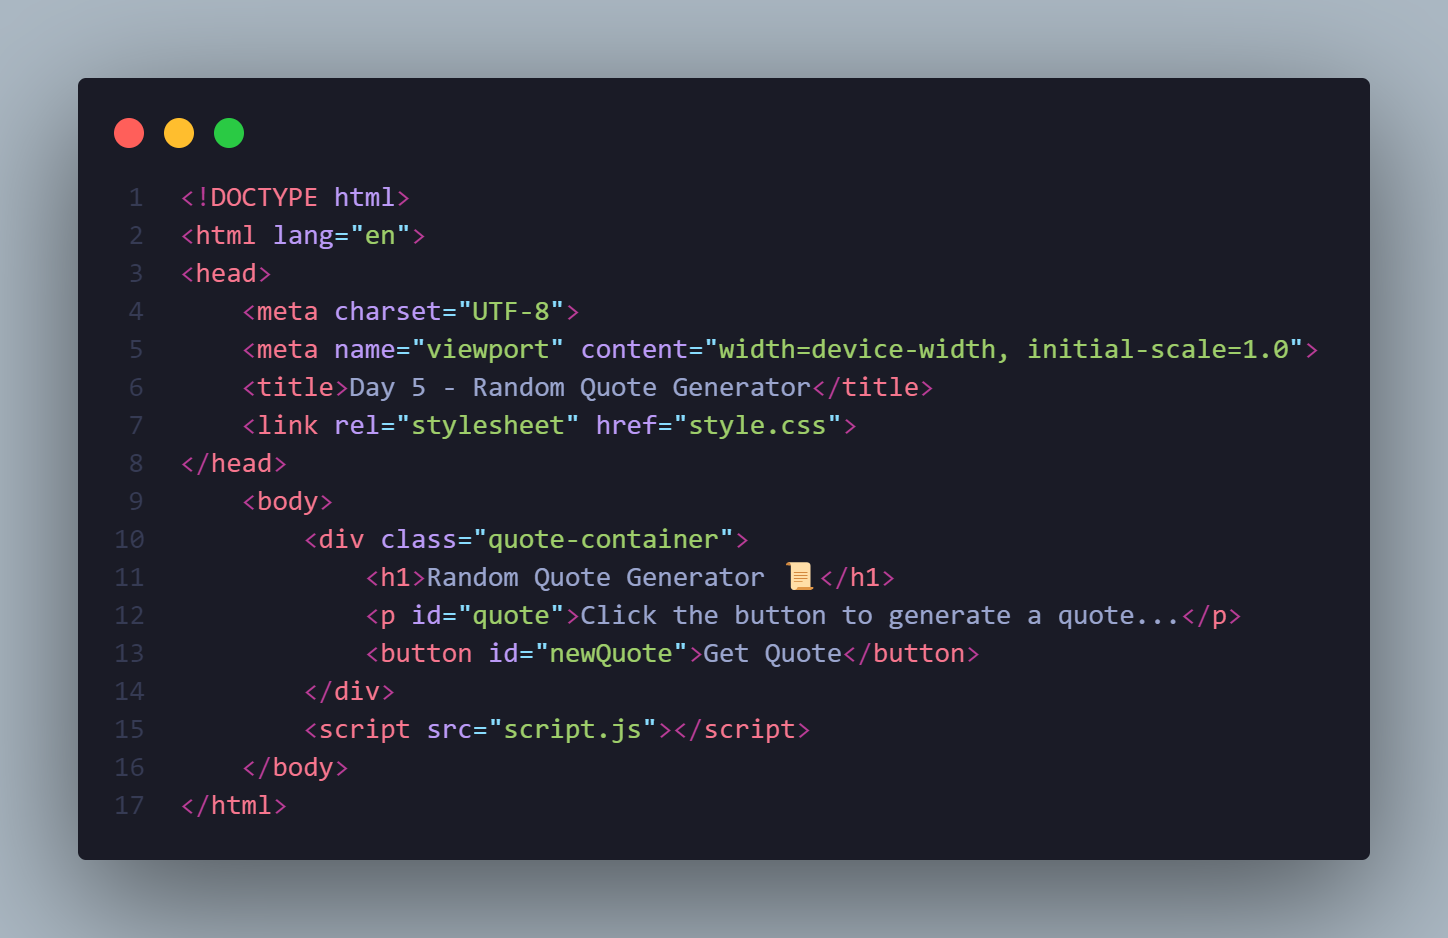 1 <!DOCTYPE html>
2 <html lang="en">
3 <head>
4     <meta charset="UTF-8">
5     <meta name="viewport" content="width=device-width, initial-scale=1.0">
6     <title>Day 5 - Random Quote Generator</title>
7     <link rel="stylesheet" href="style.css">
8 </head>
9     <body>
10         <div class="quote-container">
11             <h1>Random Quote Generator 📜</h1>
12             <p id="quote">Click the button to generate a quote...</p>
13             <button id="newQuote">Get Quote</button>
14         </div>
15         <script src="script.js"></script>
16     </body>
17 </html>